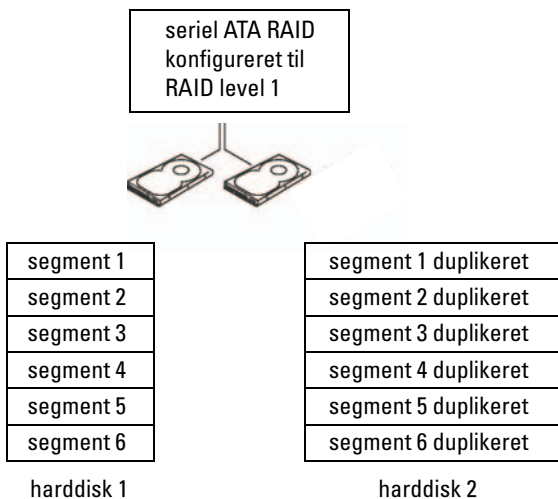 seriel ATA RAID
konfigureret til
RAID level 1
segment 1
segment 1 duplikeret
segment 2
segment 2 duplikeret
segment 3
segment 3 duplikeret
segment 4
segment 4 duplikeret
segment 5
segment 5 duplikeret
segment 6
segment 6 duplikeret
harddisk 1
harddisk 2